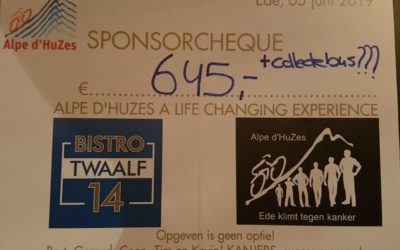 Ede, 05 juni 2019
Alpe d'HuZes
SPONSORCHEQUE
€ 645,- + collectebus???
ALPE D'HUZES A LIFE CHANGING EXPERIENCE
BISTRO
TWAALF
14
Alpe d'HuZes
Ede klimt tegen kanker
Opgeven is geen optie!